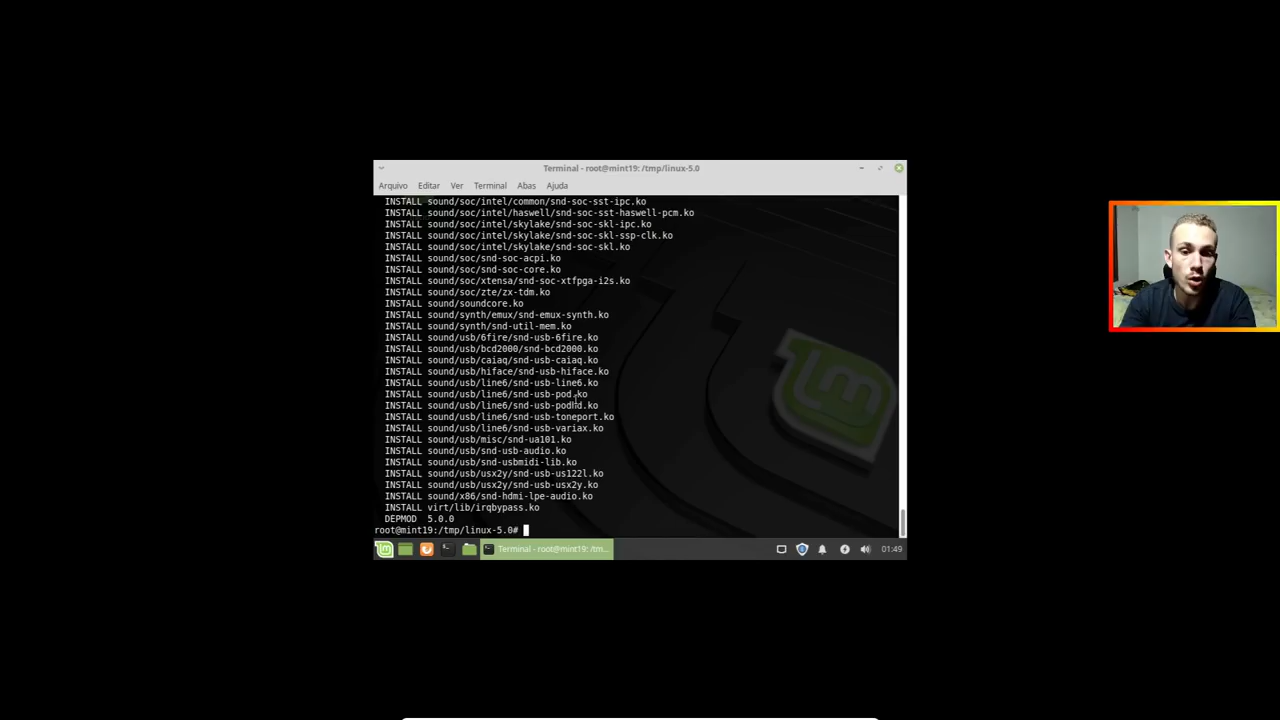 Terminal - root@mint19: /tmp/linux-5.0
Arquivo Editar Ver Terminal Abas Ajuda
INSTALL sound/soc/intel/common/snd-soc-sst-ipc.ko
INSTALL sound/soc/intel/haswell/snd-soc-sst-haswell-pcm.ko
INSTALL sound/soc/intel/skylake/snd-soc-skl-ipc.ko
INSTALL sound/soc/intel/skylake/snd-soc-skl-ssp-clk.ko
INSTALL sound/soc/intel/skylake/snd-soc-skl.ko
INSTALL sound/soc/snd-soc-acpi.ko
INSTALL sound/soc/snd-soc-core.ko
INSTALL sound/soc/xtensa/snd-soc-xtfpga-i2s.ko
INSTALL sound/soc/zte/zx-tdm.ko
INSTALL sound/soundcore.ko
INSTALL sound/synth/emux/snd-emux-synth.ko
INSTALL sound/synth/snd-util-mem.ko
INSTALL sound/usb/6fire/snd-usb-6fire.ko
INSTALL sound/usb/bcd2000/snd-bcd2000.ko
INSTALL sound/usb/caiaq/snd-usb-caiaq.ko
INSTALL sound/usb/hiface/snd-usb-hiface.ko
INSTALL sound/usb/line6/snd-usb-line6.ko
INSTALL sound/usb/line6/snd-usb-pod.ko
INSTALL sound/usb/line6/snd-usb-podhd.ko
INSTALL sound/usb/line6/snd-usb-toneport.ko
INSTALL sound/usb/line6/snd-usb-variax.ko
INSTALL sound/usb/misc/snd-ua101.ko
INSTALL sound/usb/snd-usb-audio.ko
INSTALL sound/usb/snd-usbmidi-lib.ko
INSTALL sound/usb/usx2y/snd-usb-us122l.ko
INSTALL sound/usb/usx2y/snd-usb-usx2y.ko
INSTALL sound/x86/snd-hdmi-lpe-audio.ko
INSTALL virt/lib/irqbypass.ko
DEPMOD 5.0.0
root@mint19:/tmp/linux-5.0#
Terminal - root@mint19: /tm... 01:49